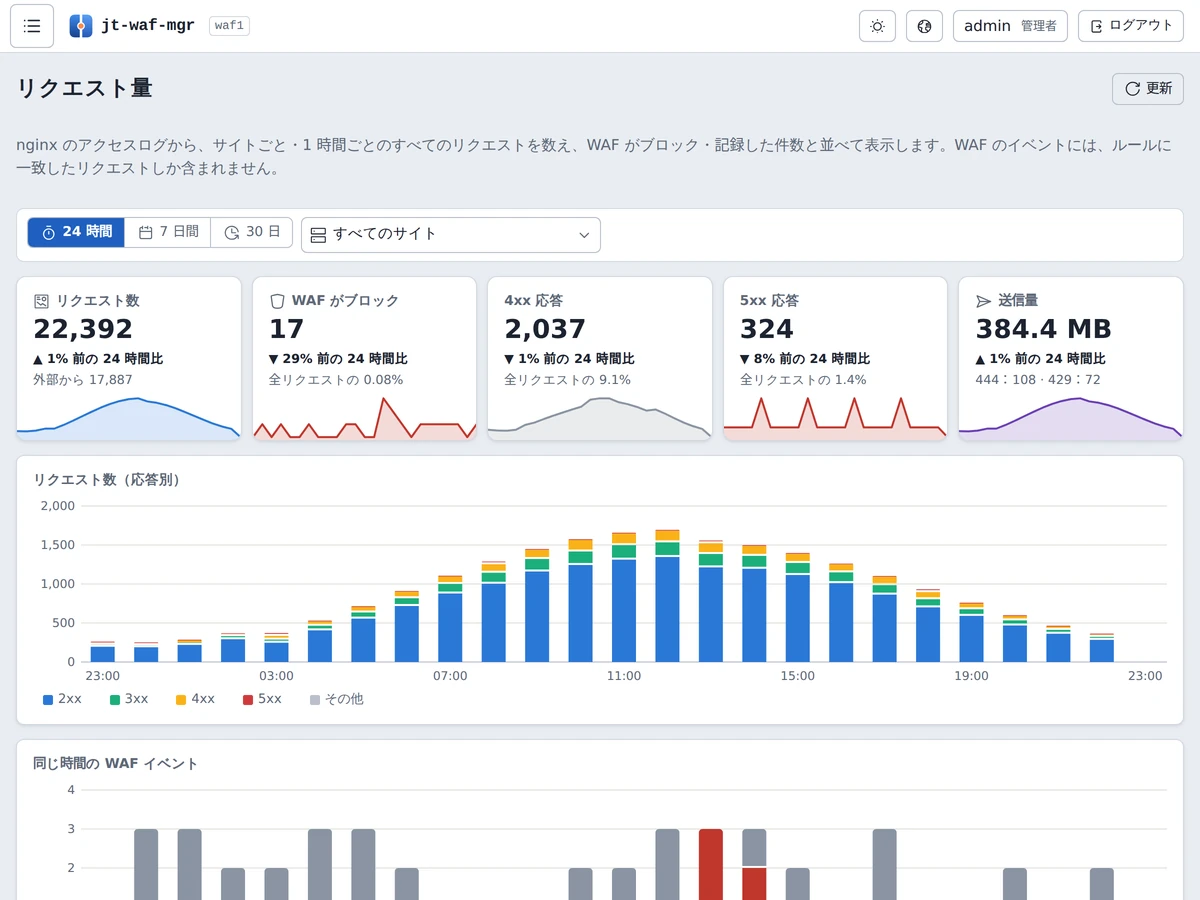 jt-waf-mgr waf1 admin 管理者 ログアウト
リクエスト量 更新
nginx のアクセスログから、サイトごと・1 時間ごとのすべてのリクエストを数え、WAF がブロック・記録した件数と並べて表示します。WAF のイベントには、ルールに
一致したリクエストしか含まれません。
24 時間 7 日間 30 日 すべてのサイト
リクエスト数
22,392
▲ 1% 前の 24 時間比
外部から 17,887
WAF がブロック
17
▼ 29% 前の 24 時間比
全リクエストの 0.08%
4xx 応答
2,037
▼ 1% 前の 24 時間比
全リクエストの 9.1%
5xx 応答
324
▼ 8% 前の 24 時間比
全リクエストの 1.4%
送信量
384.4 MB
▲ 1% 前の 24 時間比
444：108 · 429：72
リクエスト数（応答別）
2,000
1,500
1,000
500
0
23:00 03:00 07:00 11:00 15:00 19:00 23:00
2xx 3xx 4xx 5xx その他
同じ時間の WAF イベント
4
3
2